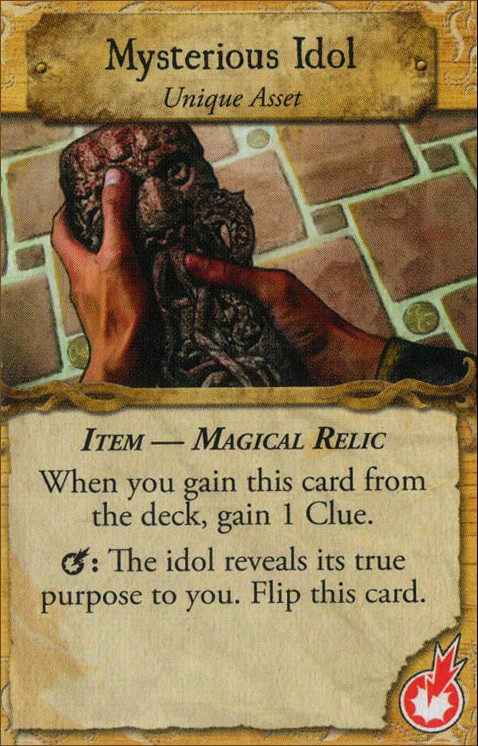 Mysterious Idol
Unique Asset
ITEM — MAGICAL RELIC
When you gain this card from
the deck, gain 1 Clue.
: The idol reveals its true
purpose to you. Flip this card.